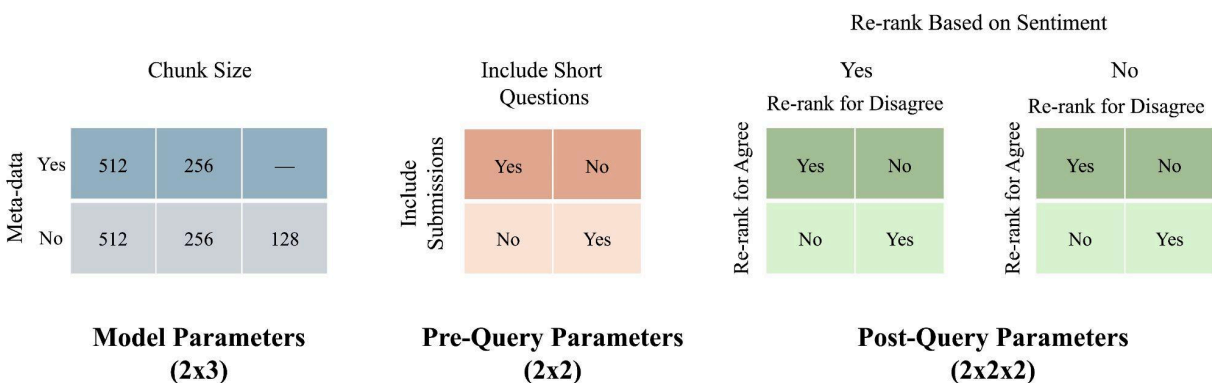 Re-rank Based on Sentiment
Chunk Size
Include Short
Questions
Yes
No
Re-rank for Disagree
Re-rank for Disagree
Meta-data
Yes
512
256
—
No
512
256
128
Include
Submissions
Yes
No
No
Yes
Re-rank for Agree
Yes
No
No
Yes
Re-rank for Agree
Yes
No
No
Yes
Model Parameters
(2x3)
Pre-Query Parameters
(2x2)
Post-Query Parameters
(2x2x2)